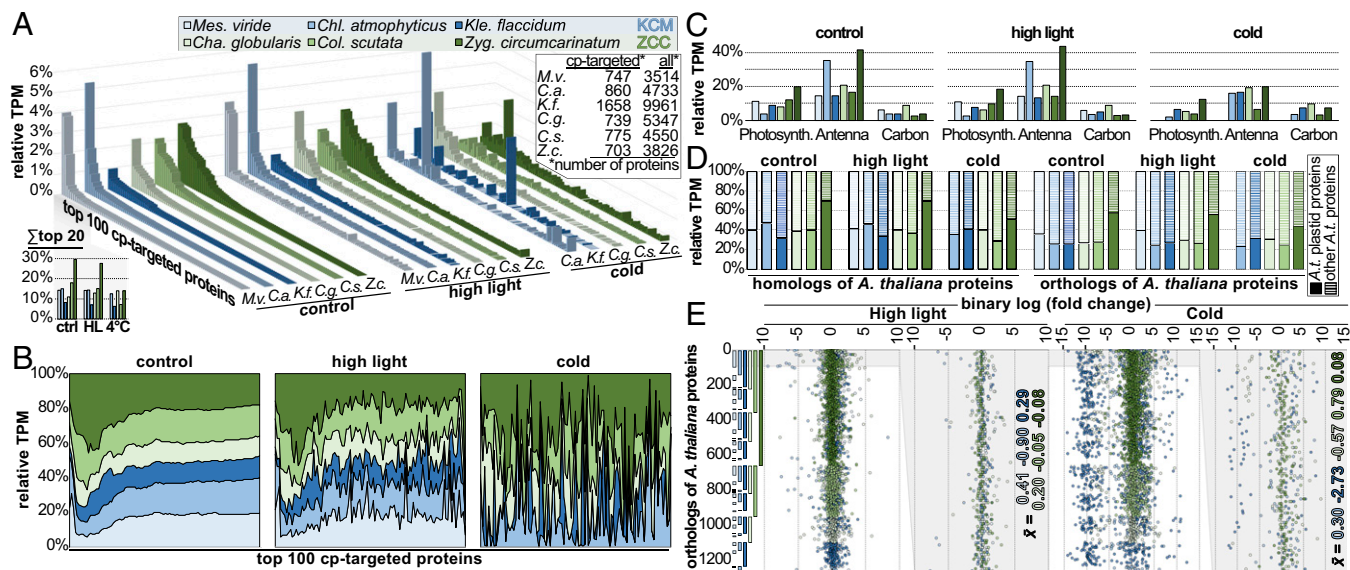 A
Mes. viride Chl. atmophyticus Kle. flaccidum KCM
Cha. globularis Col. scutata Zyg. circumcarinatum ZCC
cp-targeted* all*
M.v. 747 3514
C.a. 860 4733
K.f. 1658 9961
C.g. 739 5347
C.s. 775 4550
Z.c. 703 3826
*number of proteins
relative TPM
6%
5%
4%
3%
2%
1%
0%
top 100 cp-targeted proteins
M.v. C.a. K.f. C.g. C.s. Z.c.
control
M.v. C.a. K.f. C.g. C.s. Z.c.
high light
C.a. K.f. C.g. C.s. Z.c.
cold
∑top 20
30%
20%
10%
0%
ctrl HL 4°C
B
control high light cold
relative TPM
100%
80%
60%
40%
20%
0%
top 100 cp-targeted proteins
C
control high light cold
relative TPM
40%
20%
0%
Photosynth. Antenna Carbon
Photosynth. Antenna Carbon
Photosynth. Antenna Carbon
D
control high light cold control high light cold
relative TPM
100%
80%
60%
40%
20%
0%
homologs of A. thaliana proteins
orthologs of A. thaliana proteins
A.t. plastid proteins
other A.t. proteins
E
binary log (fold change)
High light Cold
10 -5 0 5 10 -5 0 5 10 -15 -10 -5 0 5 10 -15 -10 -5 0 5 10 15
orthologs of A. thaliana proteins
0
200
400
600
800
1000
1200
x̄ = 0.41 -0.90 0.29
0.20 -0.05 -0.08
x̄ = 0.30 -2.73 -0.57 0.79 0.08